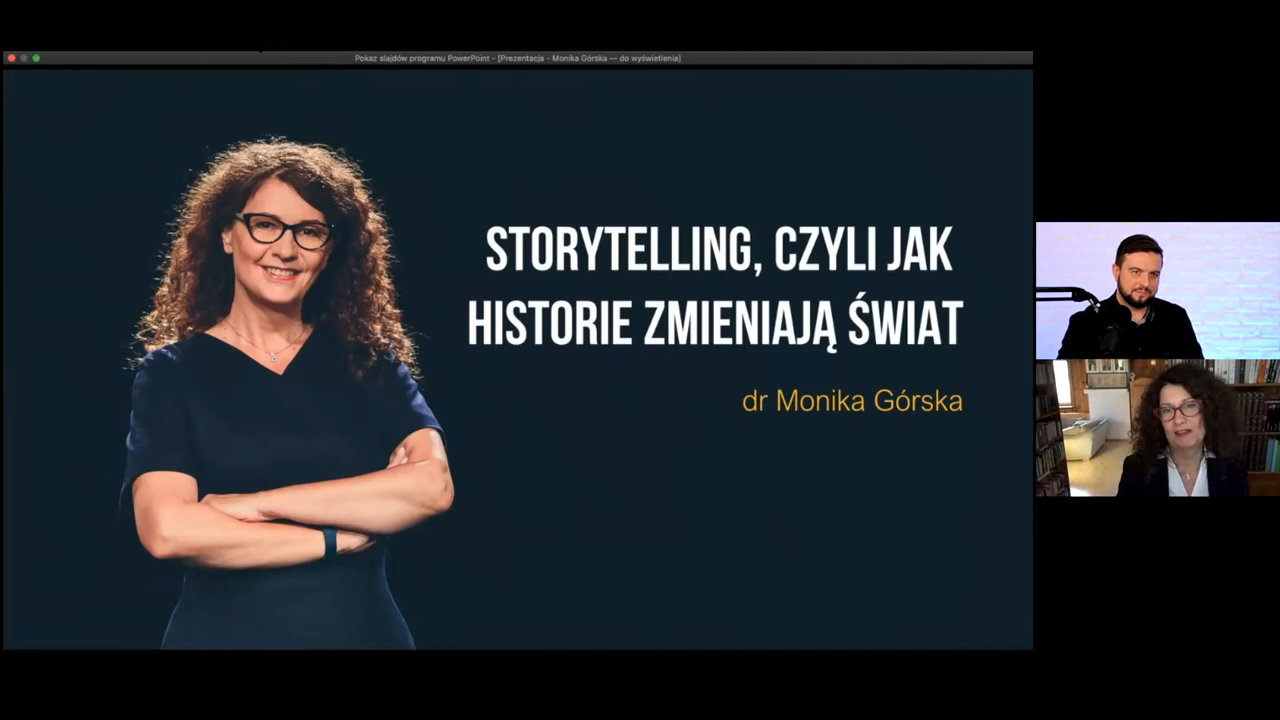 Pokaz slajdów programu PowerPoint - [Prezentacja - Monika Górska — do wyświetlenia]
STORYTELLING, CZYLI JAK
HISTORIE ZMIENIAJĄ ŚWIAT
dr Monika Górska